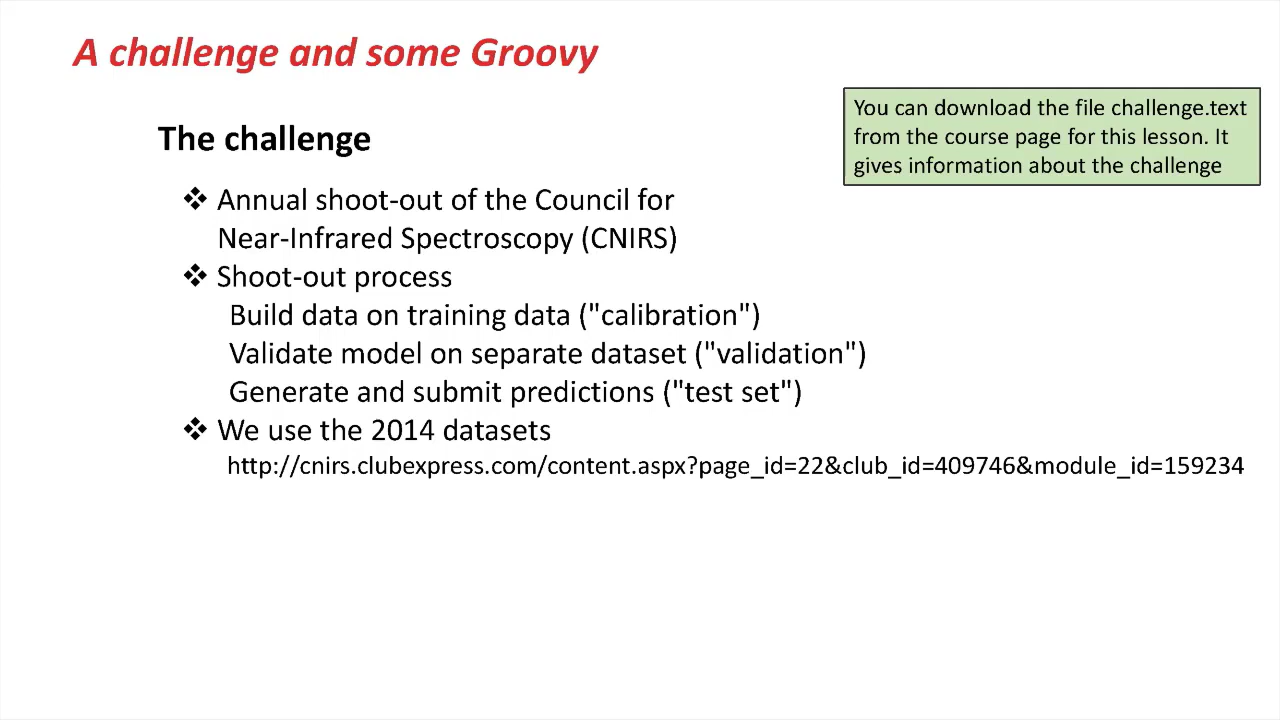 A challenge and some Groovy
You can download the file challenge.text
from the course page for this lesson. It
gives information about the challenge
The challenge
❖ Annual shoot-out of the Council for
Near-Infrared Spectroscopy (CNIRS)
❖ Shoot-out process
Build data on training data ("calibration")
Validate model on separate dataset ("validation")
Generate and submit predictions ("test set")
❖ We use the 2014 datasets
http://cnirs.clubexpress.com/content.aspx?page_id=22&club_id=409746&module_id=159234